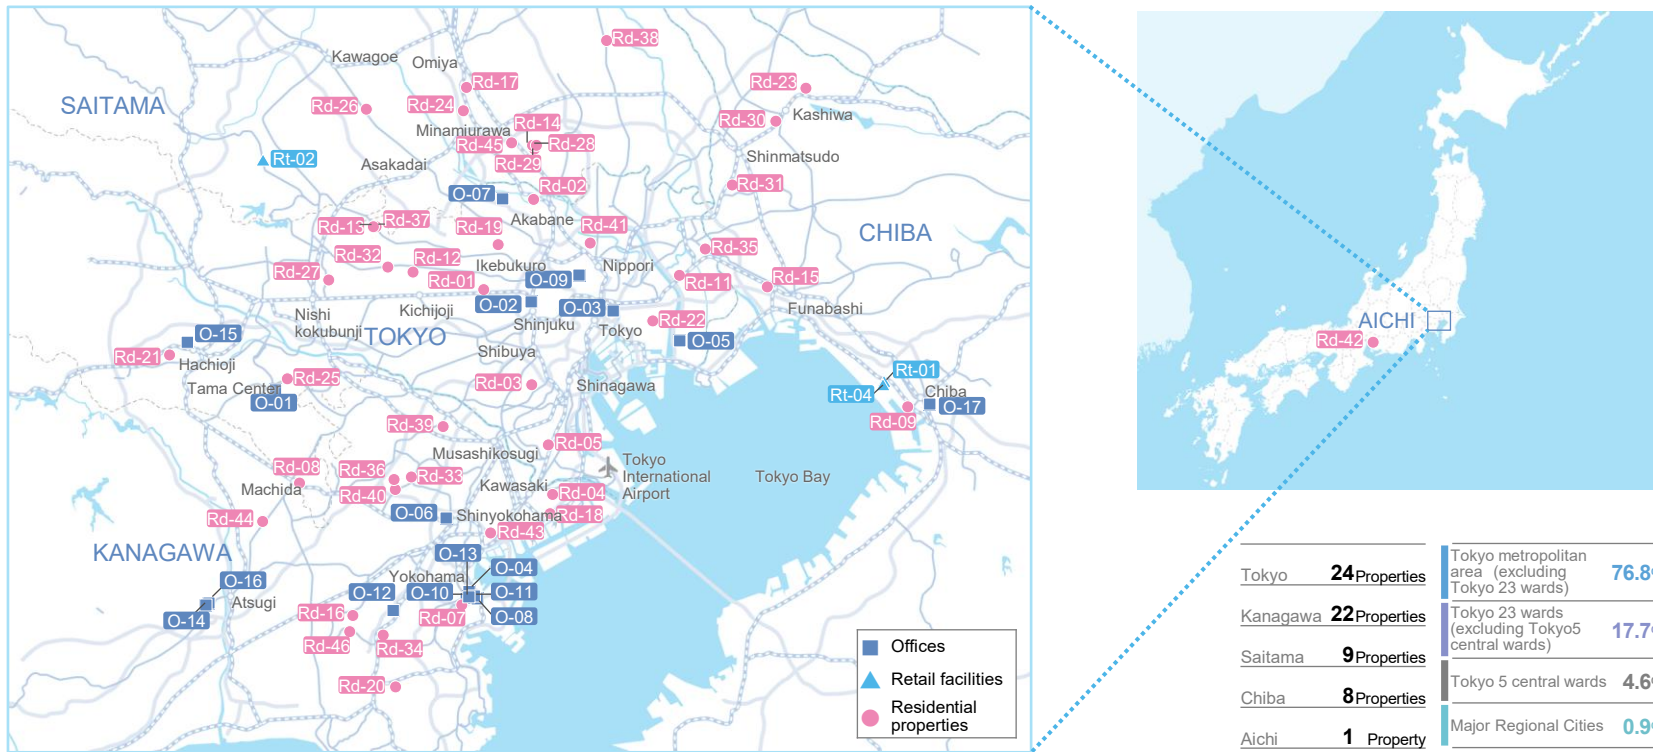 Rd-38
Kawagoe
Omiya
Rd-17
Rd-23
SAITAMA
Rd-26
Rd-24
Kashiwa
Rd-14
Rd-30
Minamiurawa
Rd-45
Rd-28
Rt-02
Asakadai
Rd-29
Shinmatsudo
O-07
Rd-02
Rd-31
Akabane
Rd-13
Rd-37
Rd-19
Rd-41
CHIBA
Rd-32
Rd-12
Rd-35
Ikebukuro
Nippori
Rd-27
Rd-01
O-09
Rd-11
Rd-15
O-02
O-03
Funabashi
Nishi
kokubunji
Kichijoji
Shinjuku
Tokyo
Rd-22
O-15
TOKYO
O-05
Rd-21
Hachioji
Shibuya
Rt-01
Tama Center
Rd-25
Rd-03
Shinagawa
Rt-04
Chiba
O-01
O-17
Rd-09
Rd-39
Musashikosugi
Rd-05
Rd-08
Rd-36
Rd-33
Tokyo
International
Airport
Tokyo Bay
Machida
Rd-40
Kawasaki
Rd-04
Rd-44
O-06
Shinyokohama
Rd-18
Rd-43
KANAGAWA
O-13
O-04
O-16
Yokohama
Atsugi
O-12
O-10
O-11
O-14
Rd-16
Rd-07
O-08
Rd-46
Rd-34
Rd-20
Offices
Retail facilities
Residential
properties
AICHI
Rd-42
Tokyo 24 Properties
Kanagawa 22 Properties
Saitama 9 Properties
Chiba 8 Properties
Aichi 1 Property
Tokyo metropolitan
area (excluding
Tokyo 23 wards)
76.8
Tokyo 23 wards
(excluding Tokyo5
central wards)
17.7
Tokyo 5 central wards 4.6
Major Regional Cities 0.9